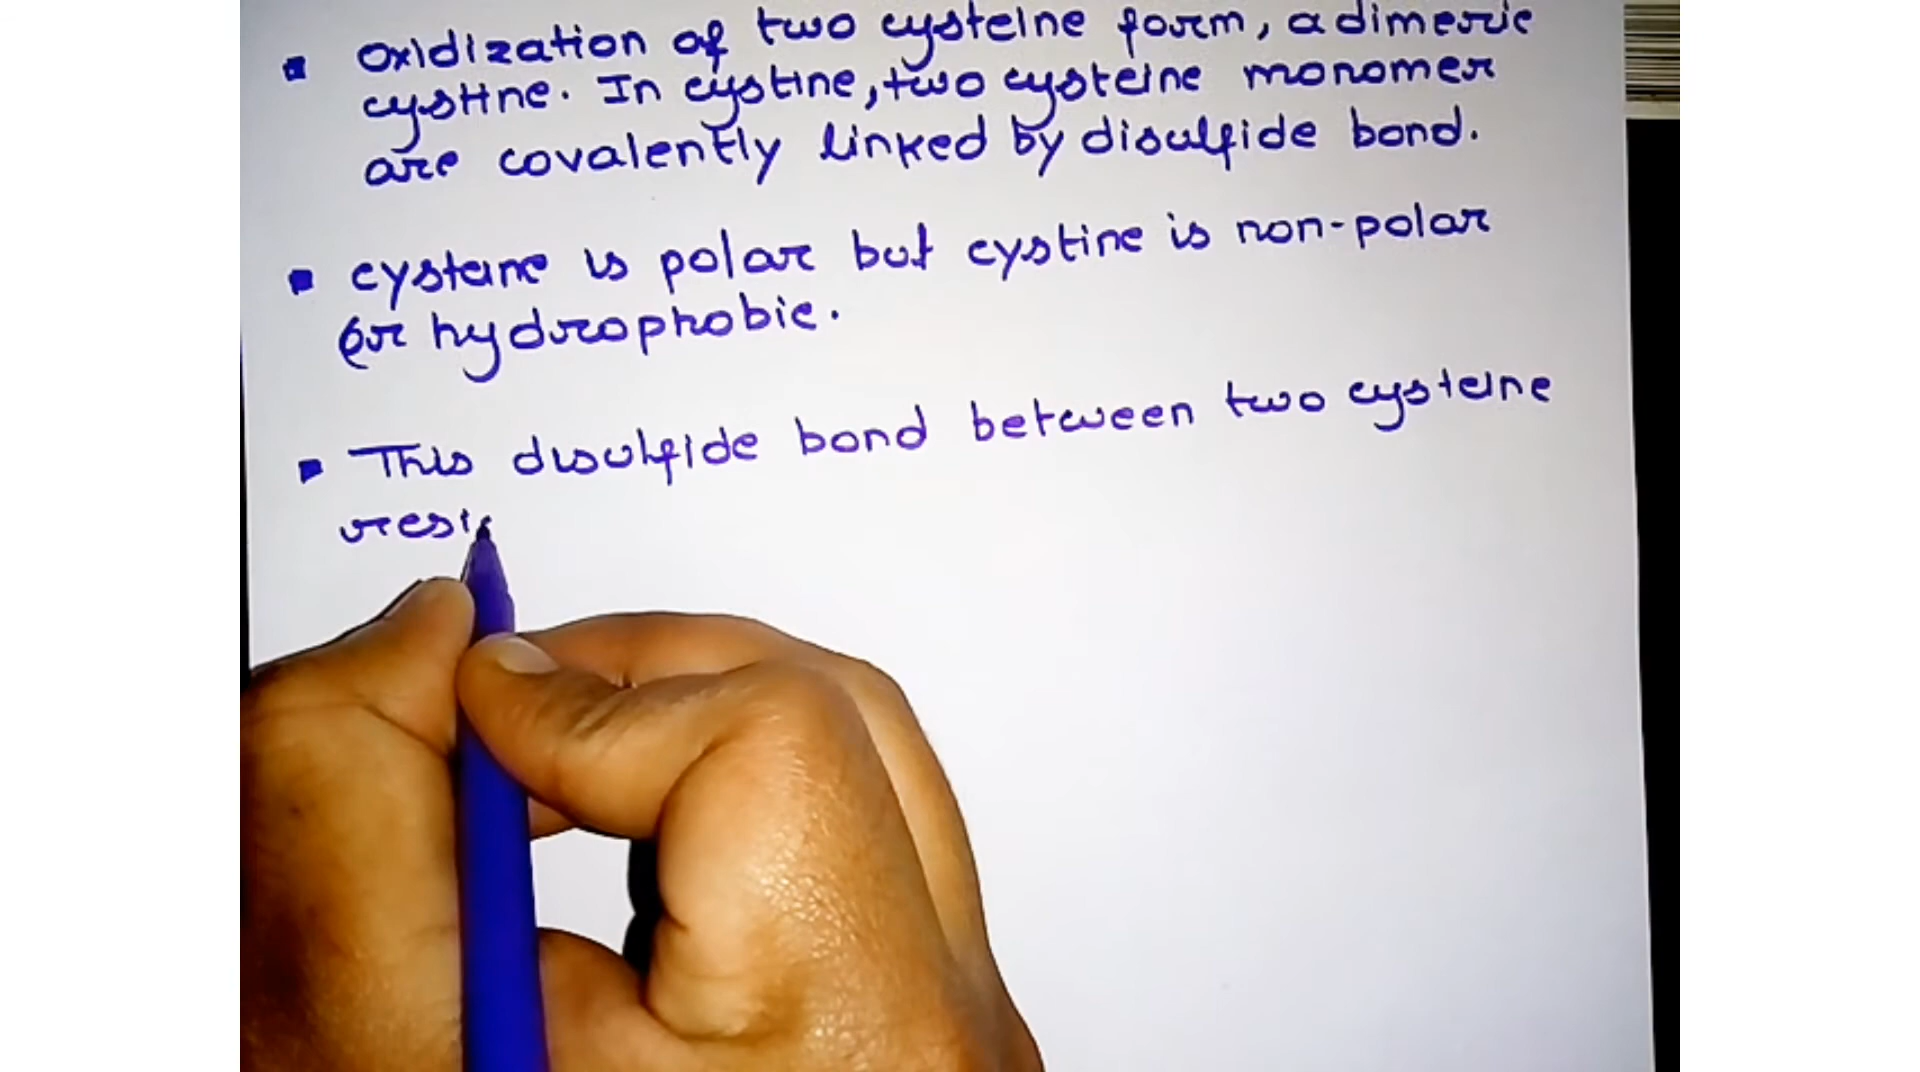 Oxidization of two cysteine form, a dimeric
cystine. In cystine, two cysteine monomer
are covalently linked by disulfide bond.
cysteine is polar but cystine is non-polar
or hydrophobic.
This disulfide bond between two cysteine
resi